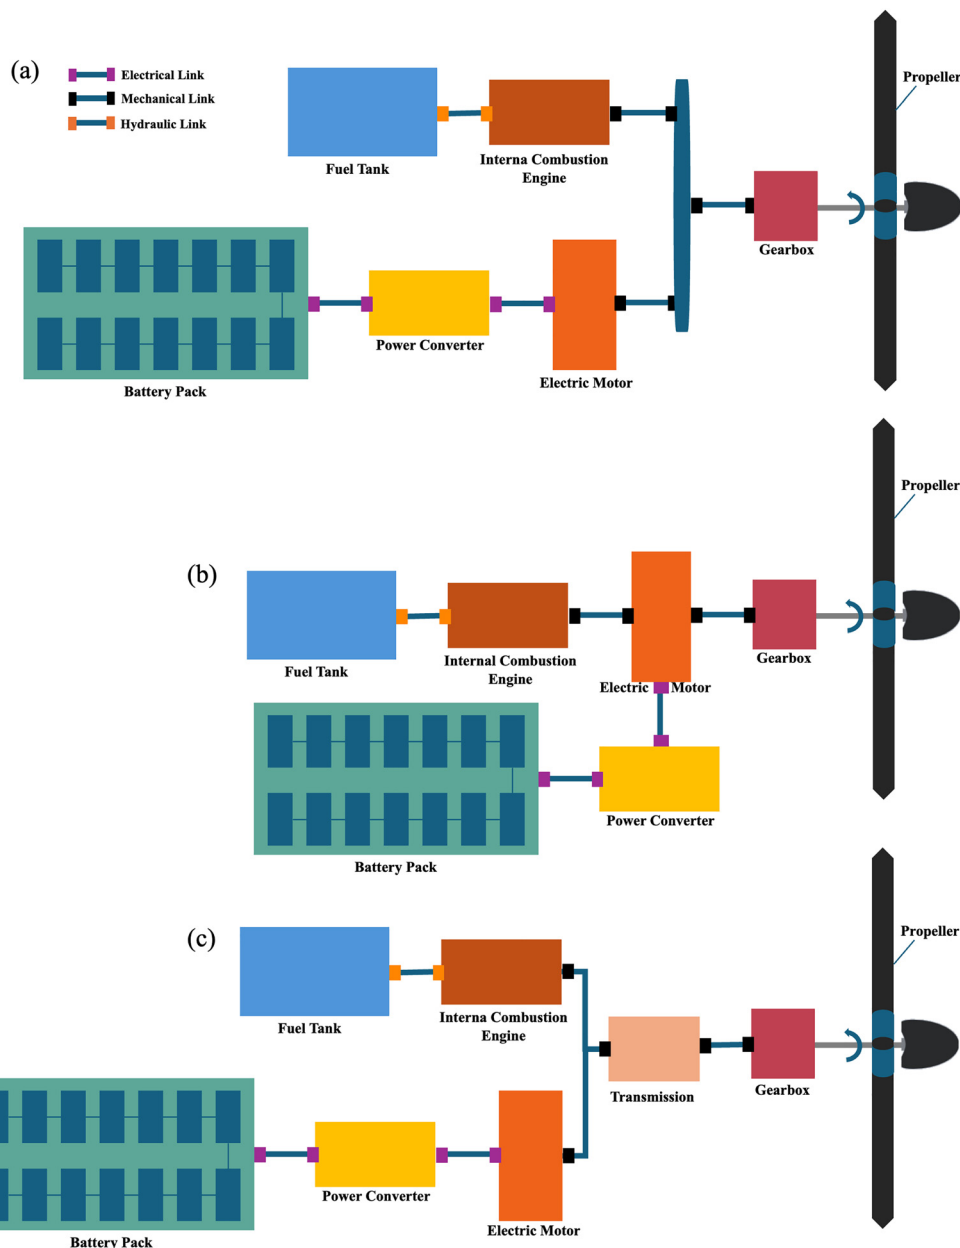 (a)
Electrical Link
Mechanical Link
Hydraulic Link
Propeller
Fuel Tank
Interna Combustion
Engine
Gearbox
Power Converter
Electric Motor
Battery Pack
(b)
Propeller
Fuel Tank
Internal Combustion
Engine
Electric Motor
Gearbox
Power Converter
Battery Pack
(c)
Propeller
Fuel Tank
Interna Combustion
Engine
Transmission
Gearbox
Power Converter
Electric Motor
Battery Pack